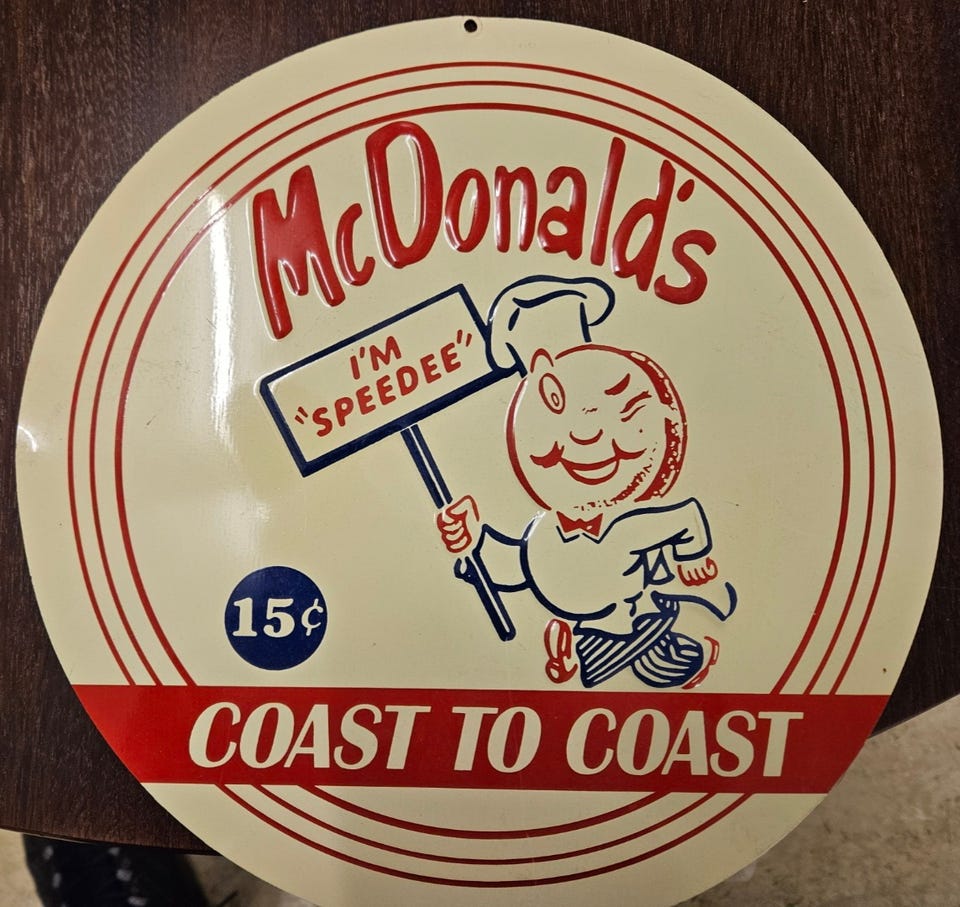 McDonald's
I'M
"SPEEDEE"
15¢
COAST TO COAST